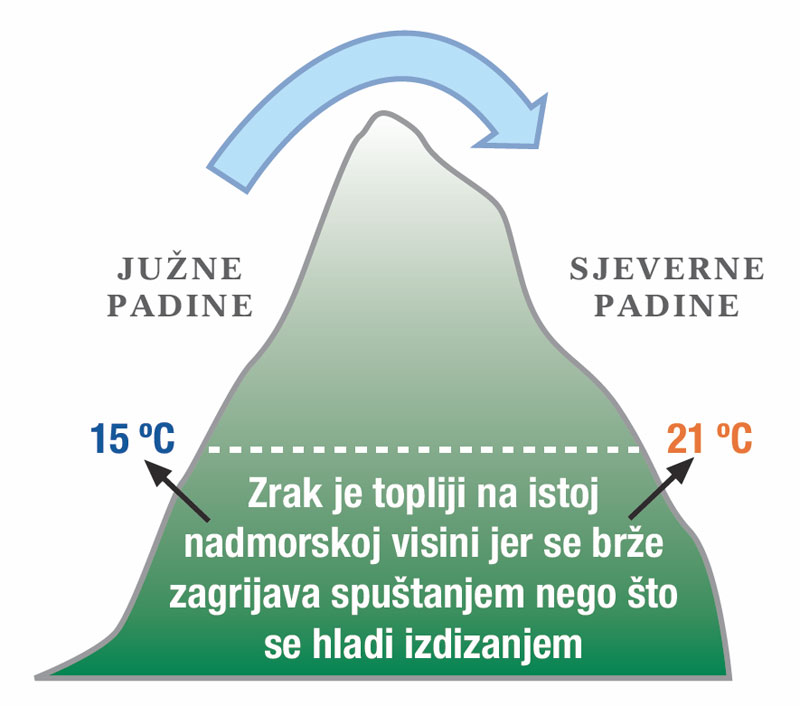 JUŽNE
PADINE
SJEVERNE
PADINE
15 ºC
21 ºC
Zrak je topliji na istoj
nadmorskoj visini jer se brže
zagrijava spuštanjem nego što
se hladi izdizanjem